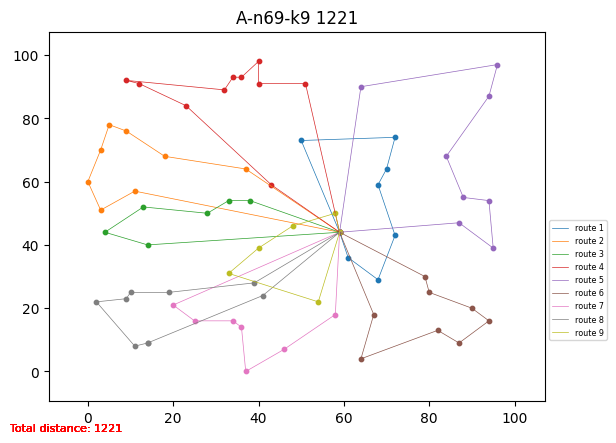 A-n69-k9 1221
100
80
60
40
20
0
0 20 40 60 80 100
route 1
route 2
route 3
route 4
route 5
route 6
route 7
route 8
route 9
Total distance: 1221